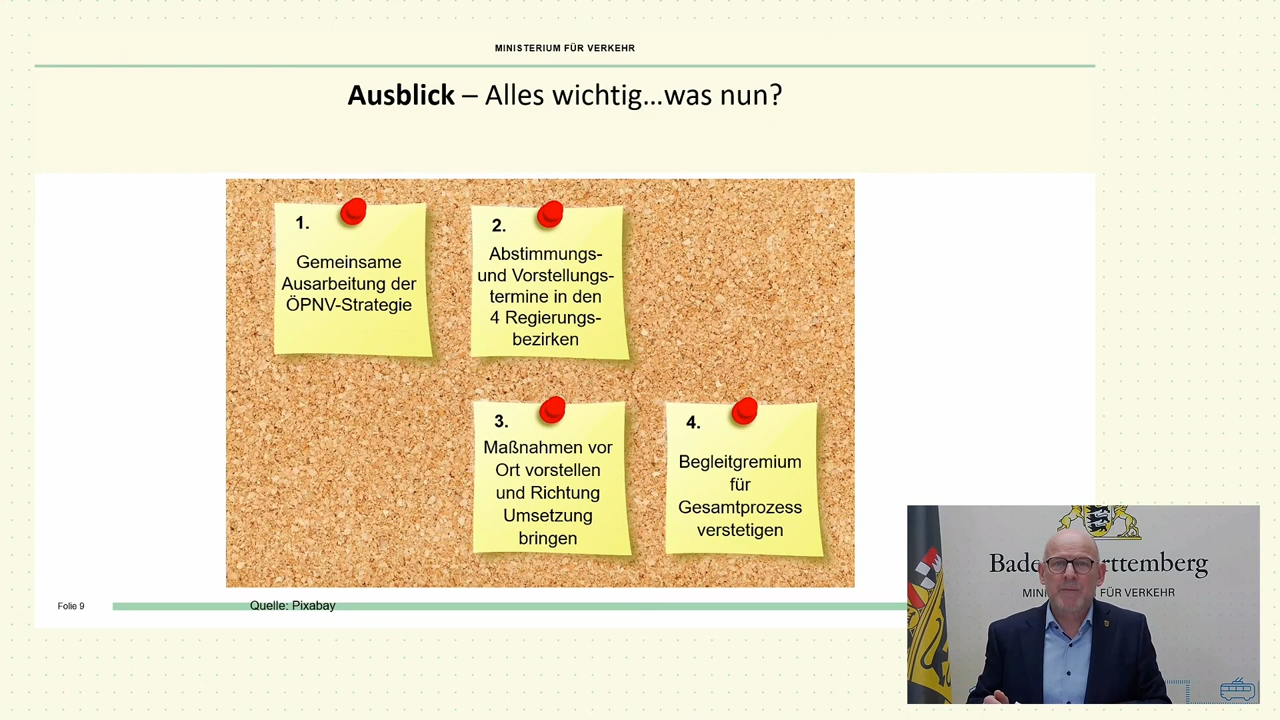 MINISTERIUM FÜR VERKEHR
Ausblick – Alles wichtig...was nun?
1.
Gemeinsame
Ausarbeitung der
ÖPNV-Strategie
2.
Abstimmungs-
und Vorstellungs-
termine in den
4 Regierungs-
bezirken
3.
Maßnahmen vor
Ort vorstellen
und Richtung
Umsetzung
bringen
4.
Begleitgremium
für
Gesamtprozess
verstetigen
Folie 9
Quelle: Pixabay
FÜR VERKEHR